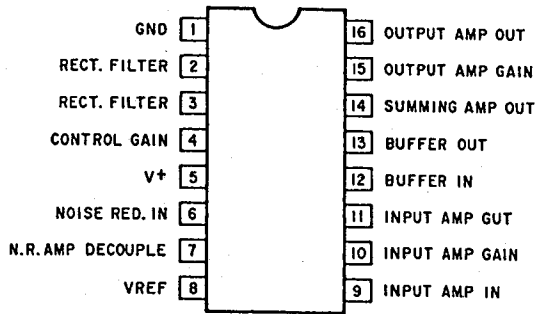 GND 1
RECT. FILTER 2
RECT. FILTER 3
CONTROL GAIN 4
V+ 5
NOISE RED. IN 6
N.R. AMP DECOUPLE 7
VREF 8
16 OUTPUT AMP OUT
15 OUTPUT AMP GAIN
14 SUMMING AMP OUT
13 BUFFER OUT
12 BUFFER IN
11 INPUT AMP GUT
10 INPUT AMP GAIN
9 INPUT AMP IN